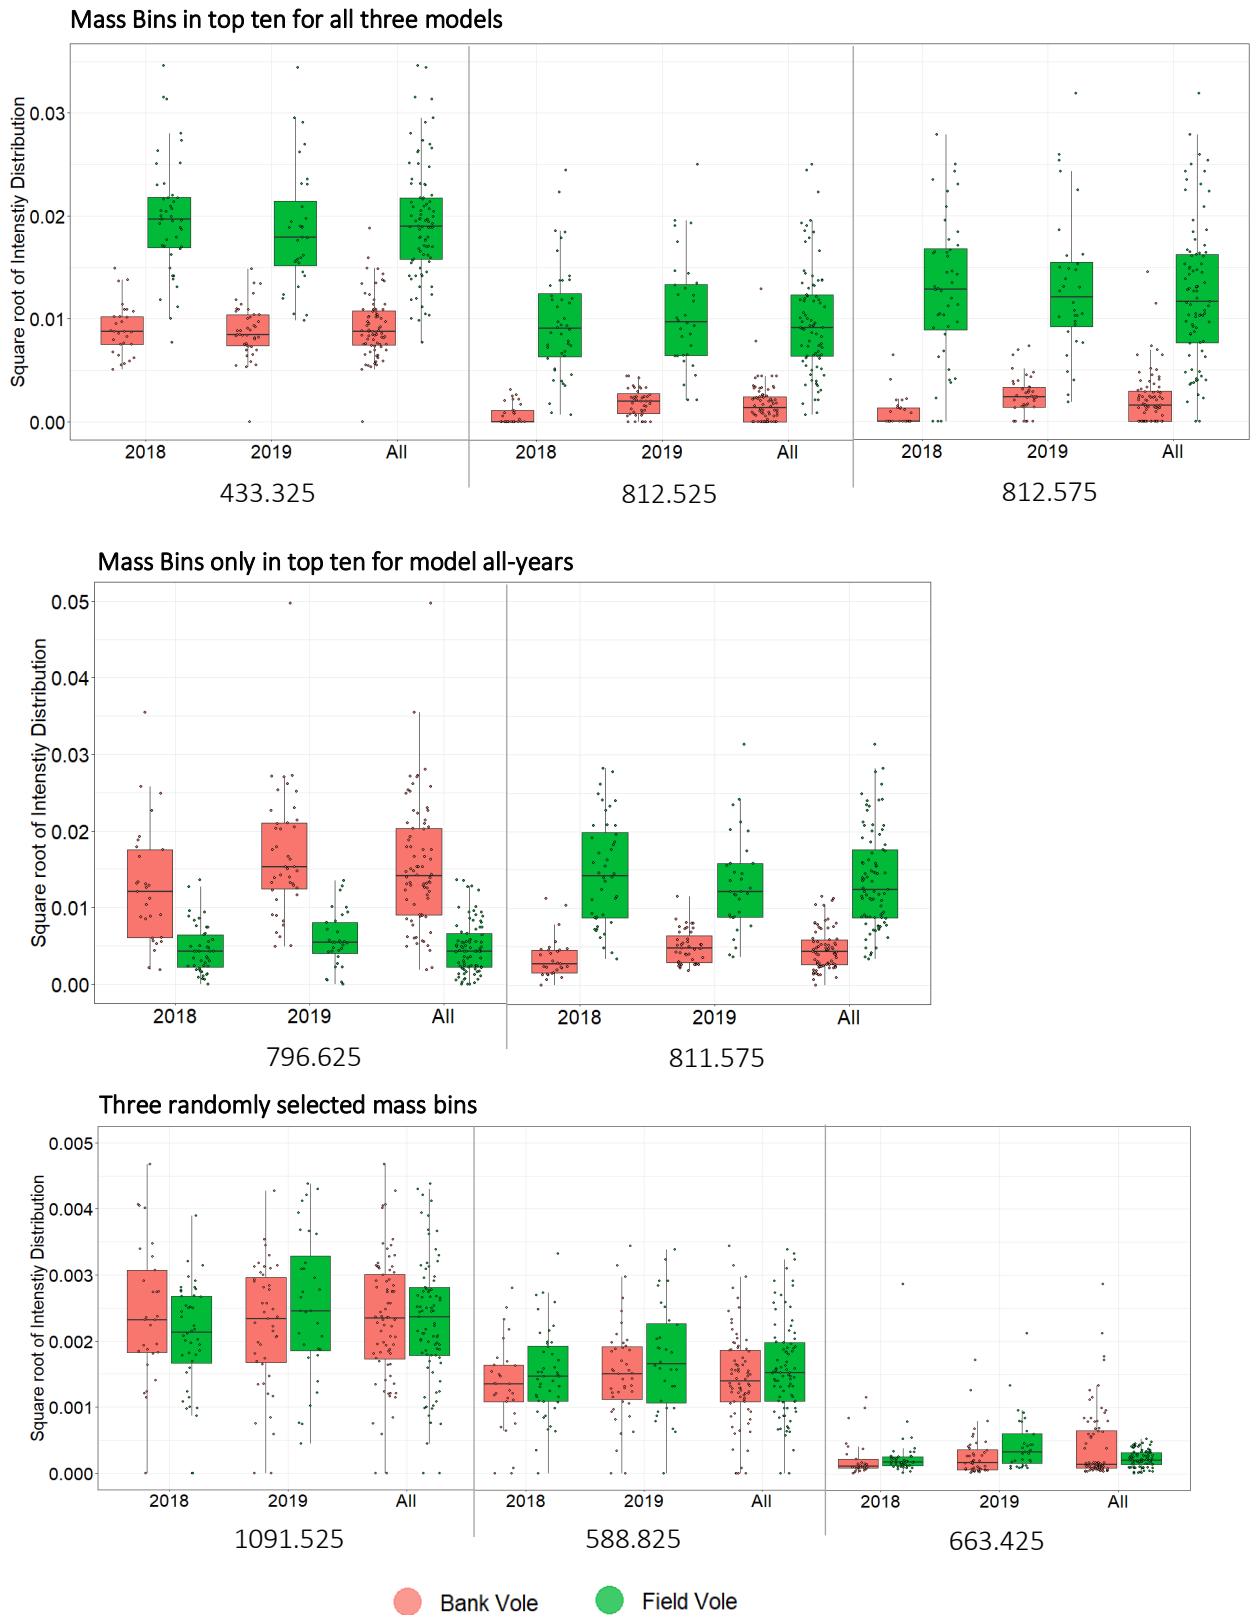 Mass Bins in top ten for all three models
Square root of Intenstiy Distribution
0.03
0.02
0.01
0.00
2018 2019 All 2018 2019 All 2018 2019 All
433.325 812.525 812.575
Mass Bins only in top ten for model all-years
Square root of Intenstiy Distribution
0.05
0.04
0.03
0.02
0.01
0.00
2018 2019 All 2018 2019 All
796.625 811.575
Three randomly selected mass bins
Square root of Intenstiy Distribution
0.005
0.004
0.003
0.002
0.001
0.000
2018 2019 All 2018 2019 All 2018 2019 All
1091.525 588.825 663.425
Bank Vole Field Vole